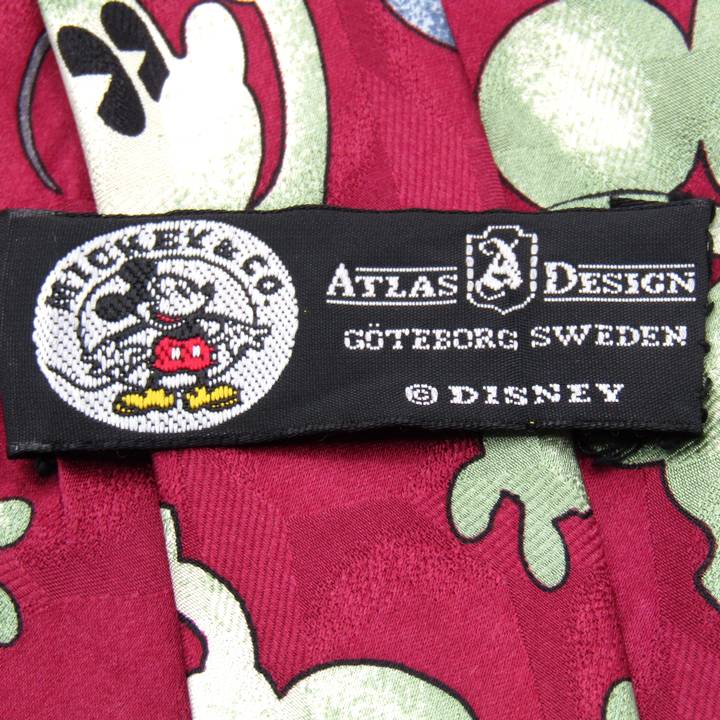 MICKEY & CO
ATLAS A DESIGN
GÖTEBORG SWEDEN
© DISNEY